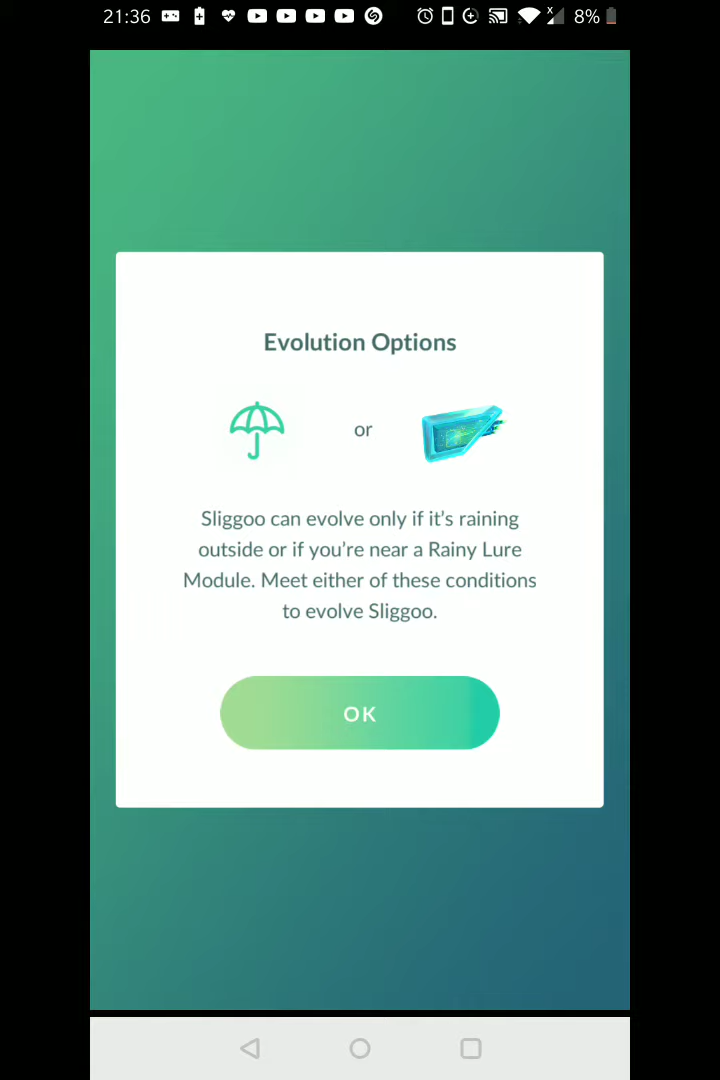 21:36 8%
Evolution Options
or
Sliggoo can evolve only if it’s raining
outside or if you’re near a Rainy Lure
Module. Meet either of these conditions
to evolve Sliggoo.
OK